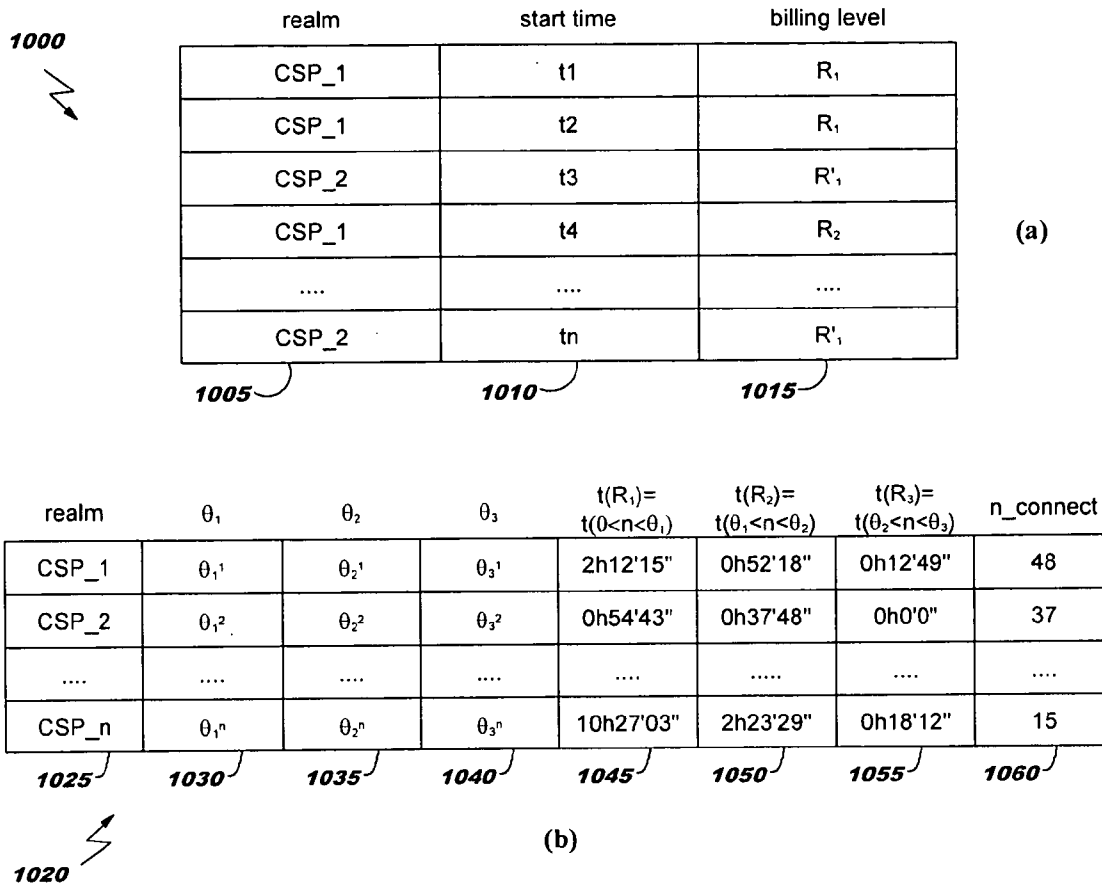 realm start time billing level
1000
CSP_1 t1 R₁
CSP_1 t2 R₁
CSP_2 t3 R'₁
CSP_1 t4 R₂
(a)
.... .... ....
CSP_2 tn R'₁
1005 1010 1015
realm θ₁ θ₂ θ₃ t(R₁)= t(R₂)= t(R₃)= n_connect
t(0<n<θ₁) t(θ₁<n<θ₂) t(θ₂<n<θ₃)
CSP_1 θ₁¹ θ₂¹ θ₃¹ 2h12'15" 0h52'18" 0h12'49" 48
CSP_2 θ₁² θ₂² θ₃² 0h54'43" 0h37'48" 0h0'0" 37
.... .... .... .... .... ..... .... ....
CSP_n θ₁ⁿ θ₂ⁿ θ₃ⁿ 10h27'03" 2h23'29" 0h18'12" 15
1025 1030 1035 1040 1045 1050 1055 1060
(b)
1020